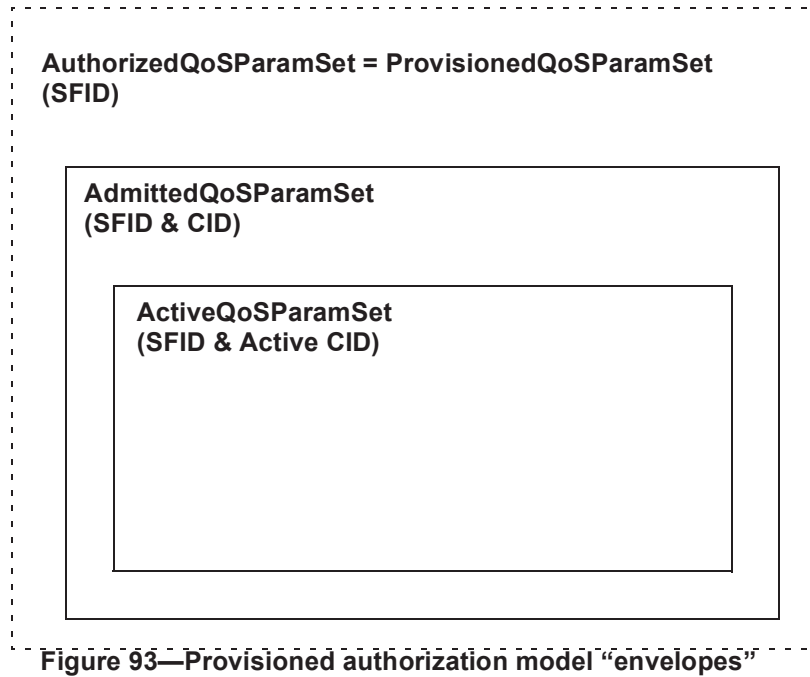 AuthorizedQoSParamSet = ProvisionedQoSParamSet
(SFID)
AdmittedQoSParamSet
(SFID & CID)
ActiveQoSParamSet
(SFID & Active CID)
Figure 93—Provisioned authorization model “envelopes”